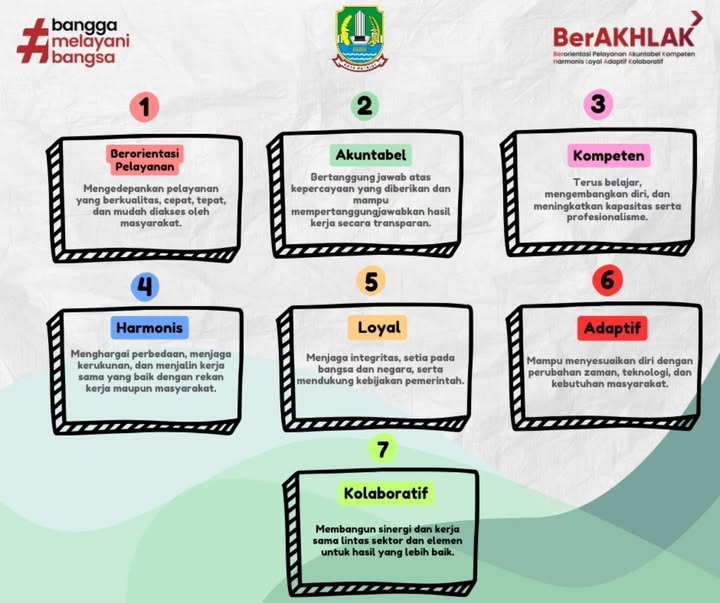 #bangga
melayani
bangsa
BerAKHLAK
Berorientasi Pelayanan Akuntabel Kompeten
Harmonis Loyal Adaptif Kolaboratif
1
Berorientasi
Pelayanan
Mengedepankan pelayanan
yang berkualitas, cepat, tepat,
dan mudah diakses oleh
masyarakat.
2
Akuntabel
Bertanggung jawab atas
kepercayaan yang diberikan dan
mampu
mempertanggungjawabkan hasil
kerja secara transparan.
3
Kompeten
Terus belajar,
mengembangkan diri, dan
meningkatkan kapasitas serta
profesionalisme.
4
Harmonis
Menghargai perbedaan, menjaga
kerukunan, dan menjalin kerja
sama yang baik dengan rekan
kerja maupun masyarakat.
5
Loyal
Menjaga integritas, setia pada
bangsa dan negara, serta
mendukung kebijakan pemerintah.
6
Adaptif
Mampu menyesuaikan diri dengan
perubahan zaman, teknologi, dan
kebutuhan masyarakat.
7
Kolaboratif
Membangun sinergi dan kerja
sama lintas sektor dan elemen
untuk hasil yang lebih baik.